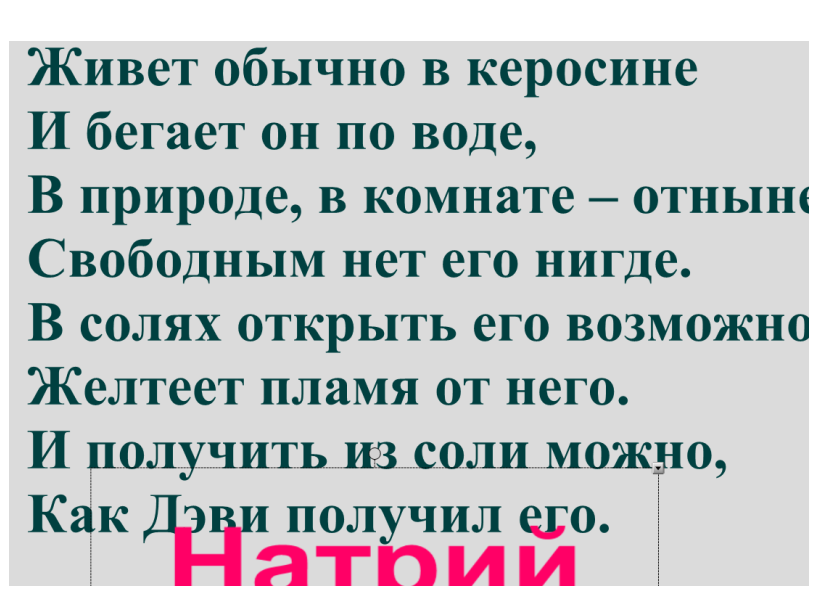 Живет обычно в керосине
И бегает он по воде,
В природе, в комнате – отныне
Свободным нет его нигде.
В солях открыть его возможно
Желтеет пламя от него.
И получить из соли можно,
Как Дэви получил его.
Натрий